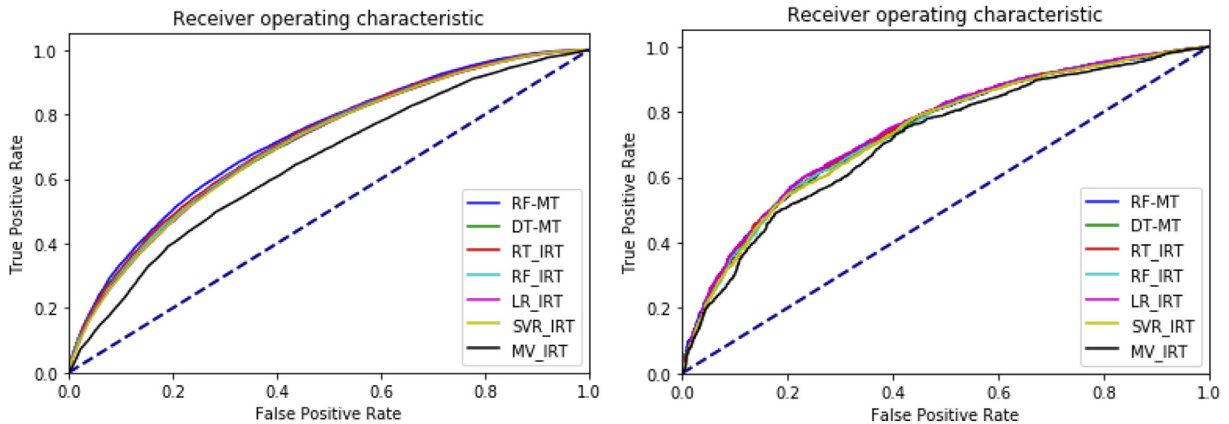 Receiver operating characteristic
1.0
0.8
0.6
0.4
0.2
0.0
True Positive Rate
RF-MT
DT-MT
RT_IRT
RF_IRT
LR_IRT
SVR_IRT
MV_IRT
0.0 0.2 0.4 0.6 0.8 1.0
False Positive Rate
Receiver operating characteristic
1.0
0.8
0.6
0.4
0.2
0.0
True Positive Rate
RF-MT
DT-MT
RT_IRT
RF_IRT
LR_IRT
SVR_IRT
MV_IRT
0.0 0.2 0.4 0.6 0.8 1.0
False Positive Rate